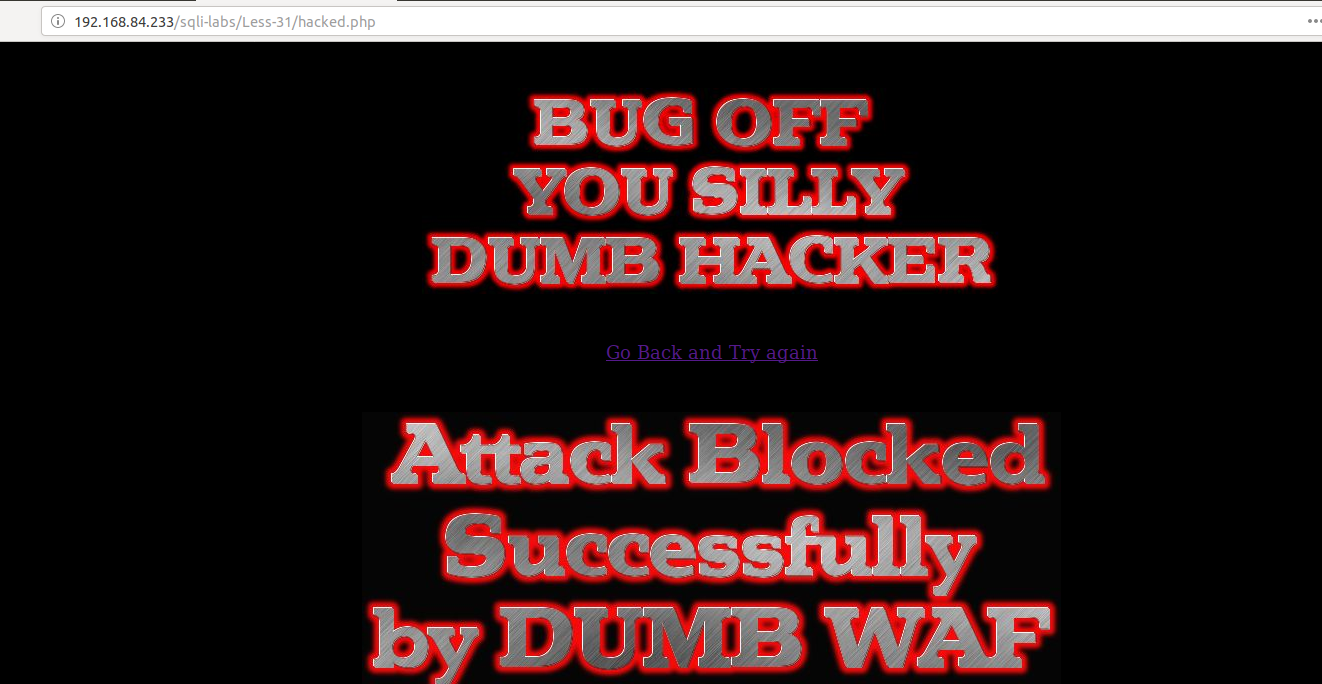 192.168.84.233/sqli-labs/Less-31/hacked.php
BUG OFF
YOU SILLY
DUMB HACKER
Go Back and Try again
Attack Blocked
Successfully
by DUMB WAF